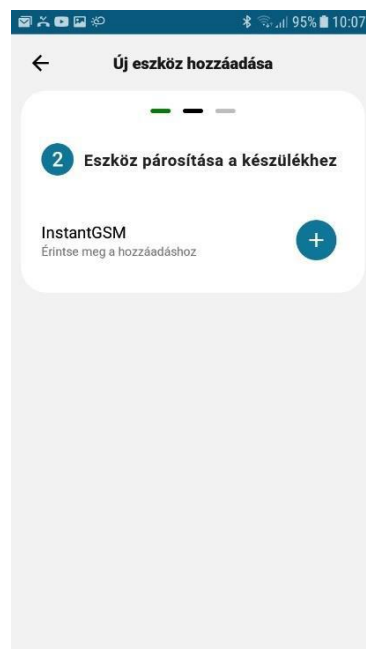 95% 10:07
Új eszköz hozzáadása
2 Eszköz párosítása a készülékhez
InstantGSM
Érintse meg a hozzáadáshoz